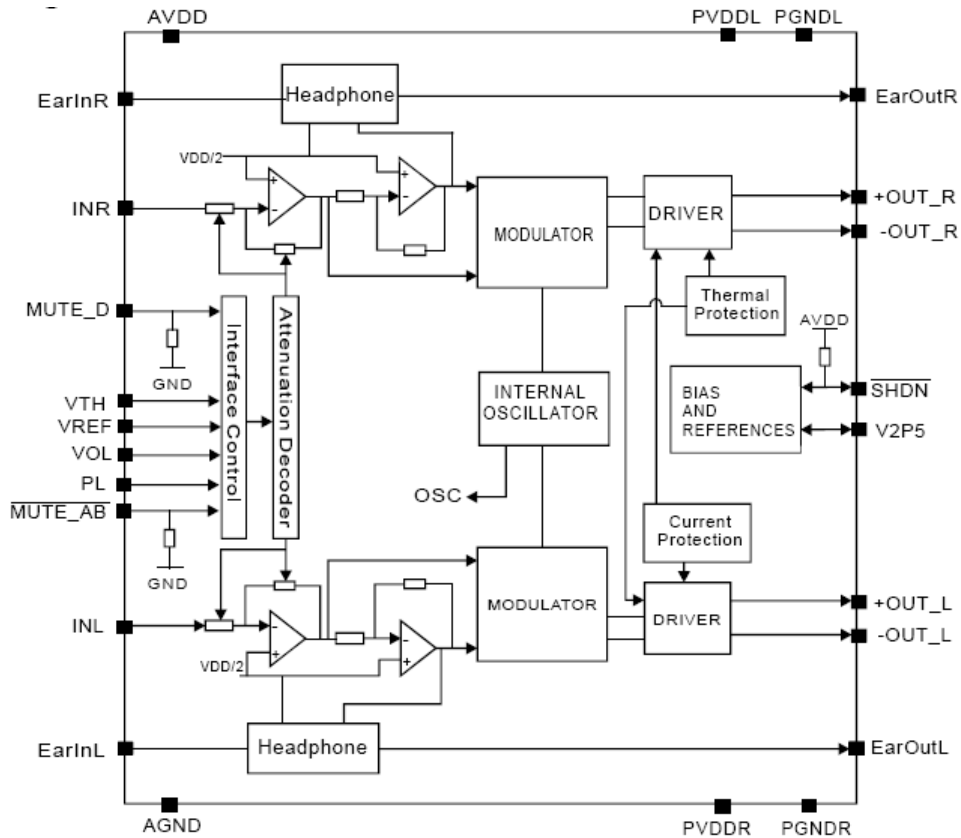 AVDD
PVDDL
PGNDL
EarInR
Headphone
EarOutR
VDD/2
+
-
+
-
INR
MODULATOR
DRIVER
+OUT_R
-OUT_R
MUTE_D
GND
Interface Control
Attenuation Decoder
Thermal
Protection
AVDD
VTH
VREF
VOL
PL
MUTE_AB
GND
INTERNAL
OSCILLATOR
OSC
BIAS
AND
REFERENCES
SHDN
V2P5
Current
Protection
INL
-
+
-
+
VDD/2
MODULATOR
DRIVER
+OUT_L
-OUT_L
EarInL
Headphone
EarOutL
AGND
PVDDR
PGNDR